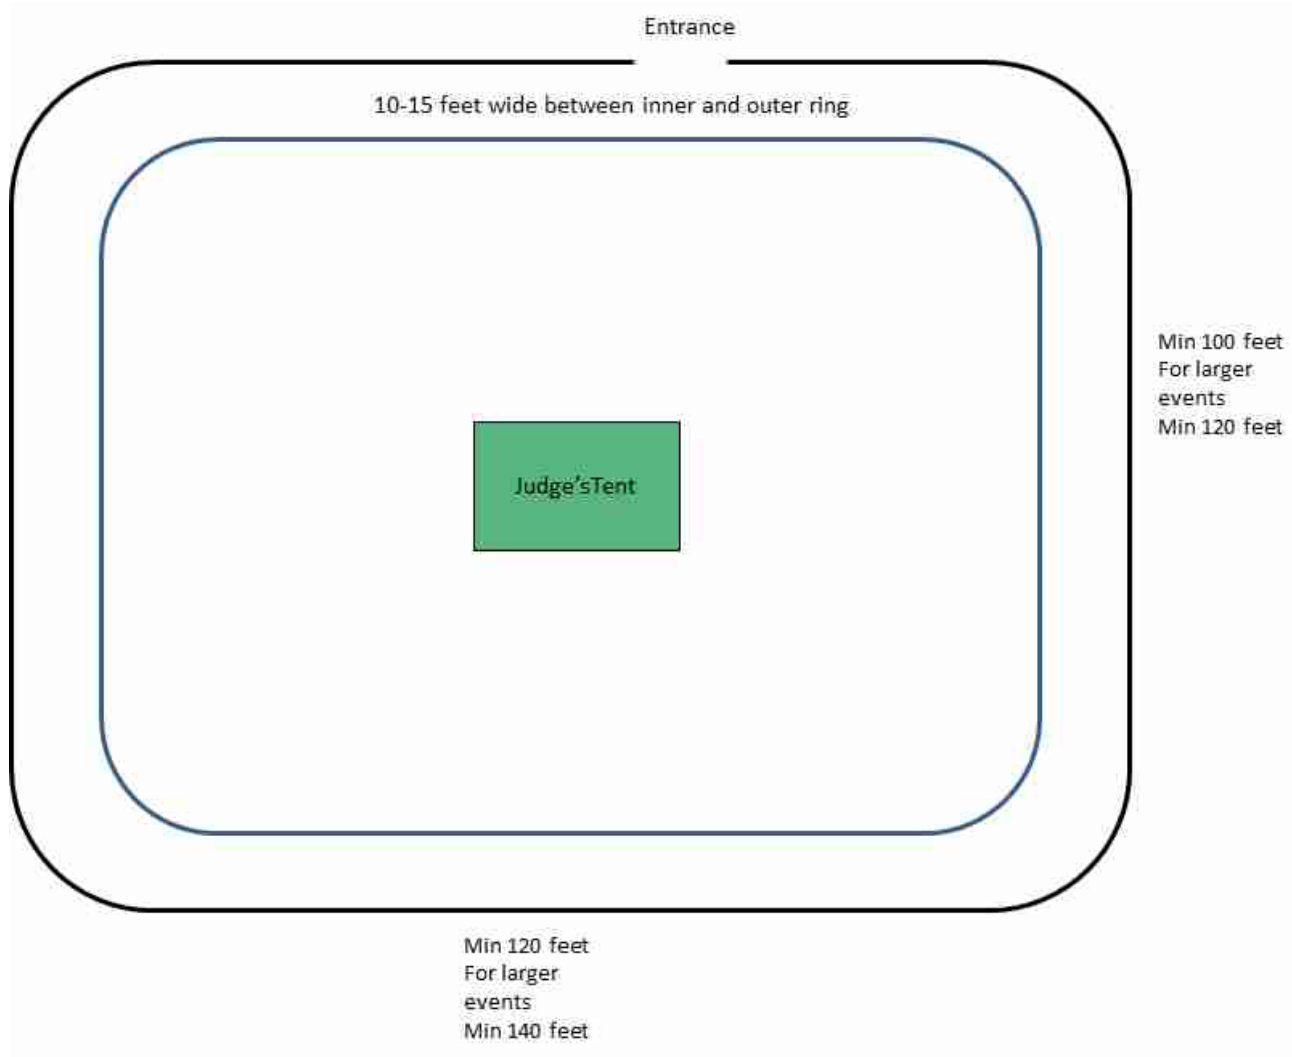 Entrance
10-15 feet wide between inner and outer ring
Min 100 feet
For larger
events
Min 120 feet
Judge'sTent
Min 120 feet
For larger
events
Min 140 feet